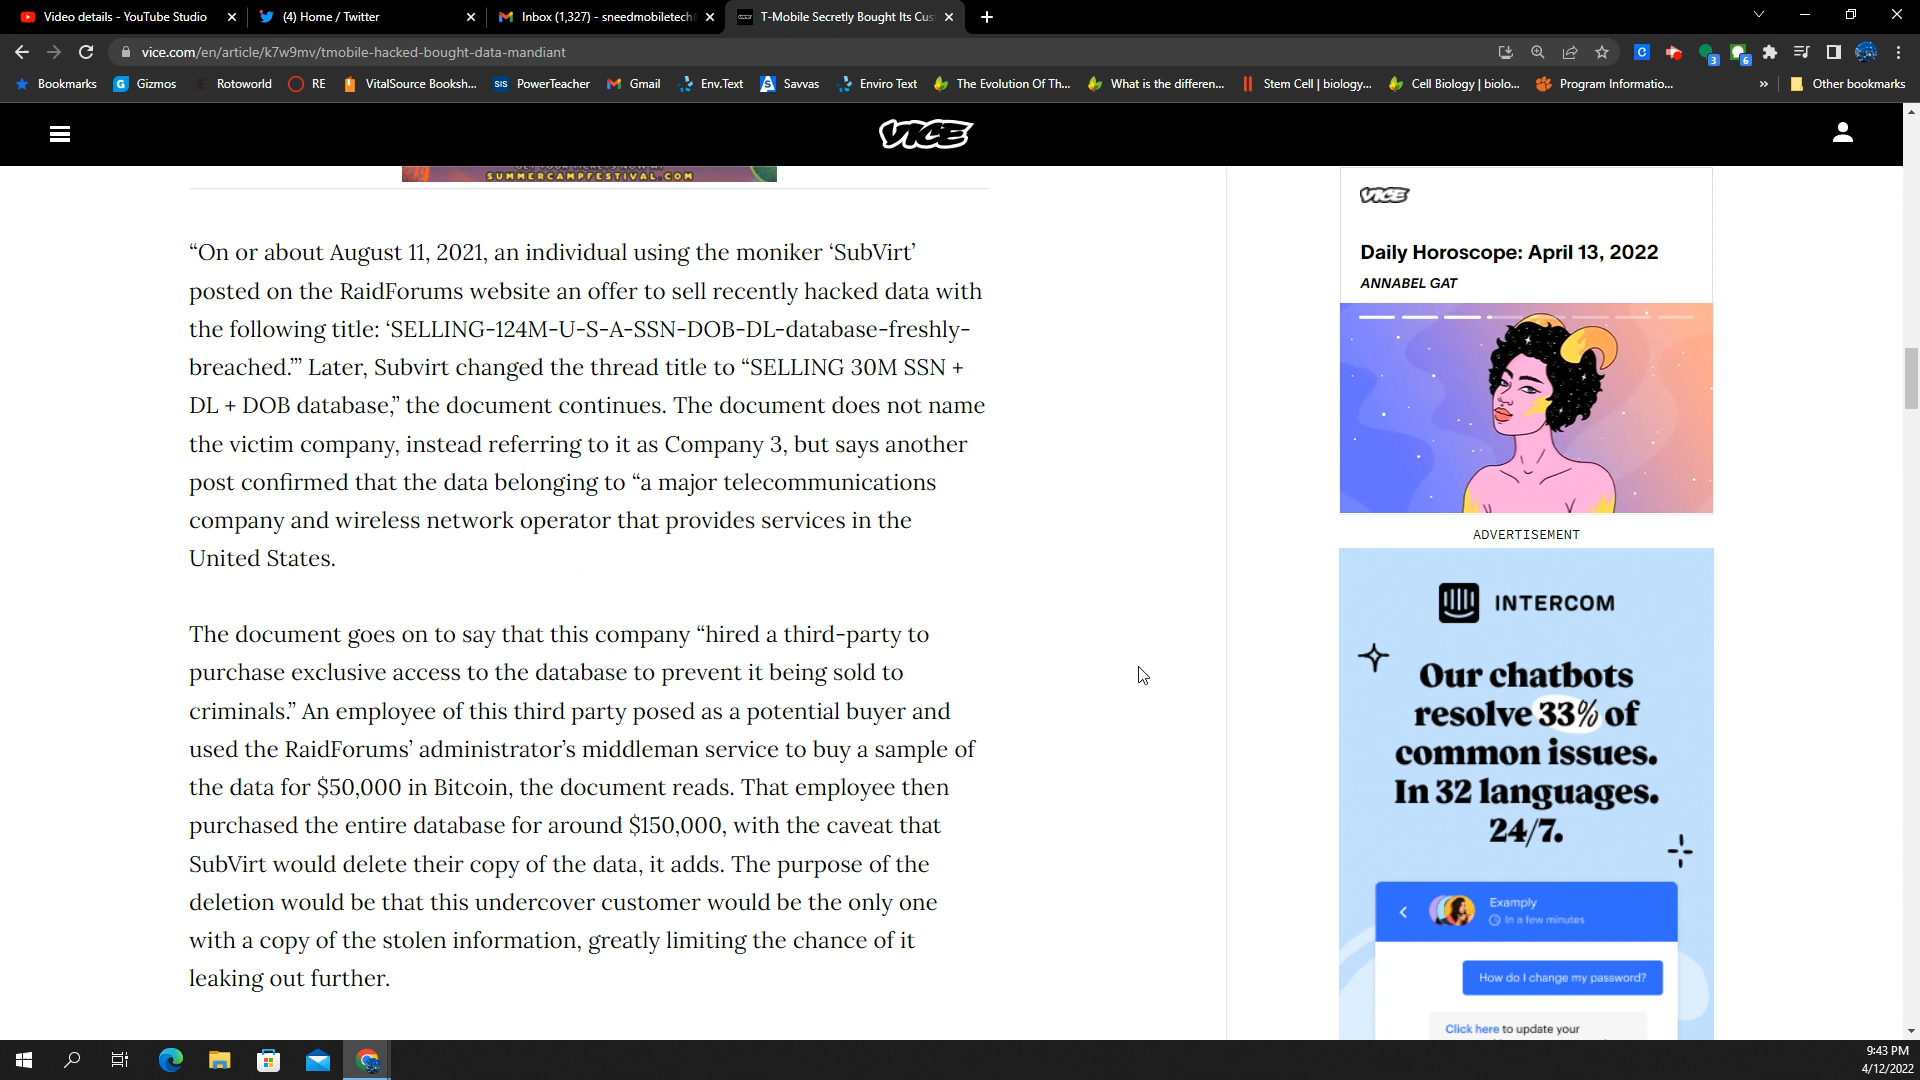 Video details - YouTube Studio
(4) Home / Twitter
Inbox (1,327) - sneedmobiletech
T-Mobile Secretly Bought Its Cus
vice.com/en/article/k7w9mv/tmobile-hacked-bought-data-mandiant
3
6
Bookmarks
Gizmos
Rotoworld
RE
VitalSource Booksh...
SIS PowerTeacher
Gmail
Env.Text
Savvas
Enviro Text
The Evolution Of Th...
What is the differen...
Stem Cell | biology...
Cell Biology | biolo...
Program Informatio...
»
Other bookmarks
VICE
SUMMERCAMPFESTIVAL.COM
“On or about August 11, 2021, an individual using the moniker ‘SubVirt’
posted on the RaidForums website an offer to sell recently hacked data with
the following title: ‘SELLING-124M-U-S-A-SSN-DOB-DL-database-freshly-
breached.’” Later, Subvirt changed the thread title to “SELLING 30M SSN +
DL + DOB database,” the document continues. The document does not name
the victim company, instead referring to it as Company 3, but says another
post confirmed that the data belonging to “a major telecommunications
company and wireless network operator that provides services in the
United States.
The document goes on to say that this company “hired a third-party to
purchase exclusive access to the database to prevent it being sold to
criminals.” An employee of this third party posed as a potential buyer and
used the RaidForums’ administrator’s middleman service to buy a sample of
the data for $50,000 in Bitcoin, the document reads. That employee then
purchased the entire database for around $150,000, with the caveat that
SubVirt would delete their copy of the data, it adds. The purpose of the
deletion would be that this undercover customer would be the only one
with a copy of the stolen information, greatly limiting the chance of it
leaking out further.
VICE
Daily Horoscope: April 13, 2022
ANNABEL GAT
ADVERTISEMENT
INTERCOM
Our chatbots
resolve 33% of
common issues.
In 32 languages.
24/7.
Examply
In a few minutes
How do I change my password?
Click here to update your
9:43 PM
4/12/2022